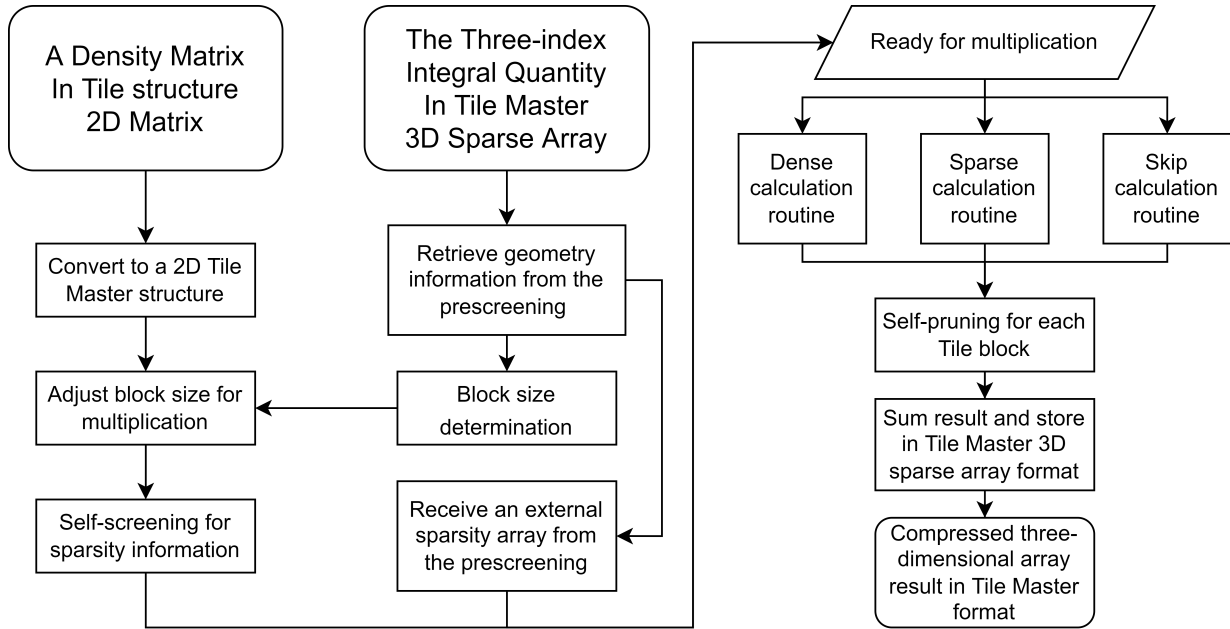 A Density Matrix
In Tile structure
2D Matrix
Convert to a 2D Tile
Master structure
Adjust block size for
multiplication
Self-screening for
sparsity information
The Three-index
Integral Quantity
In Tile Master
3D Sparse Array
Retrieve geometry
information from the
prescreening
Block size
determination
Receive an external
sparsity array from
the prescreening
Ready for multiplication
Dense
calculation
routine
Sparse
calculation
routine
Skip
calculation
routine
Self-pruning for each
Tile block
Sum result and store
in Tile Master 3D
sparse array format
Compressed three-
dimensional array
result in Tile Master
format